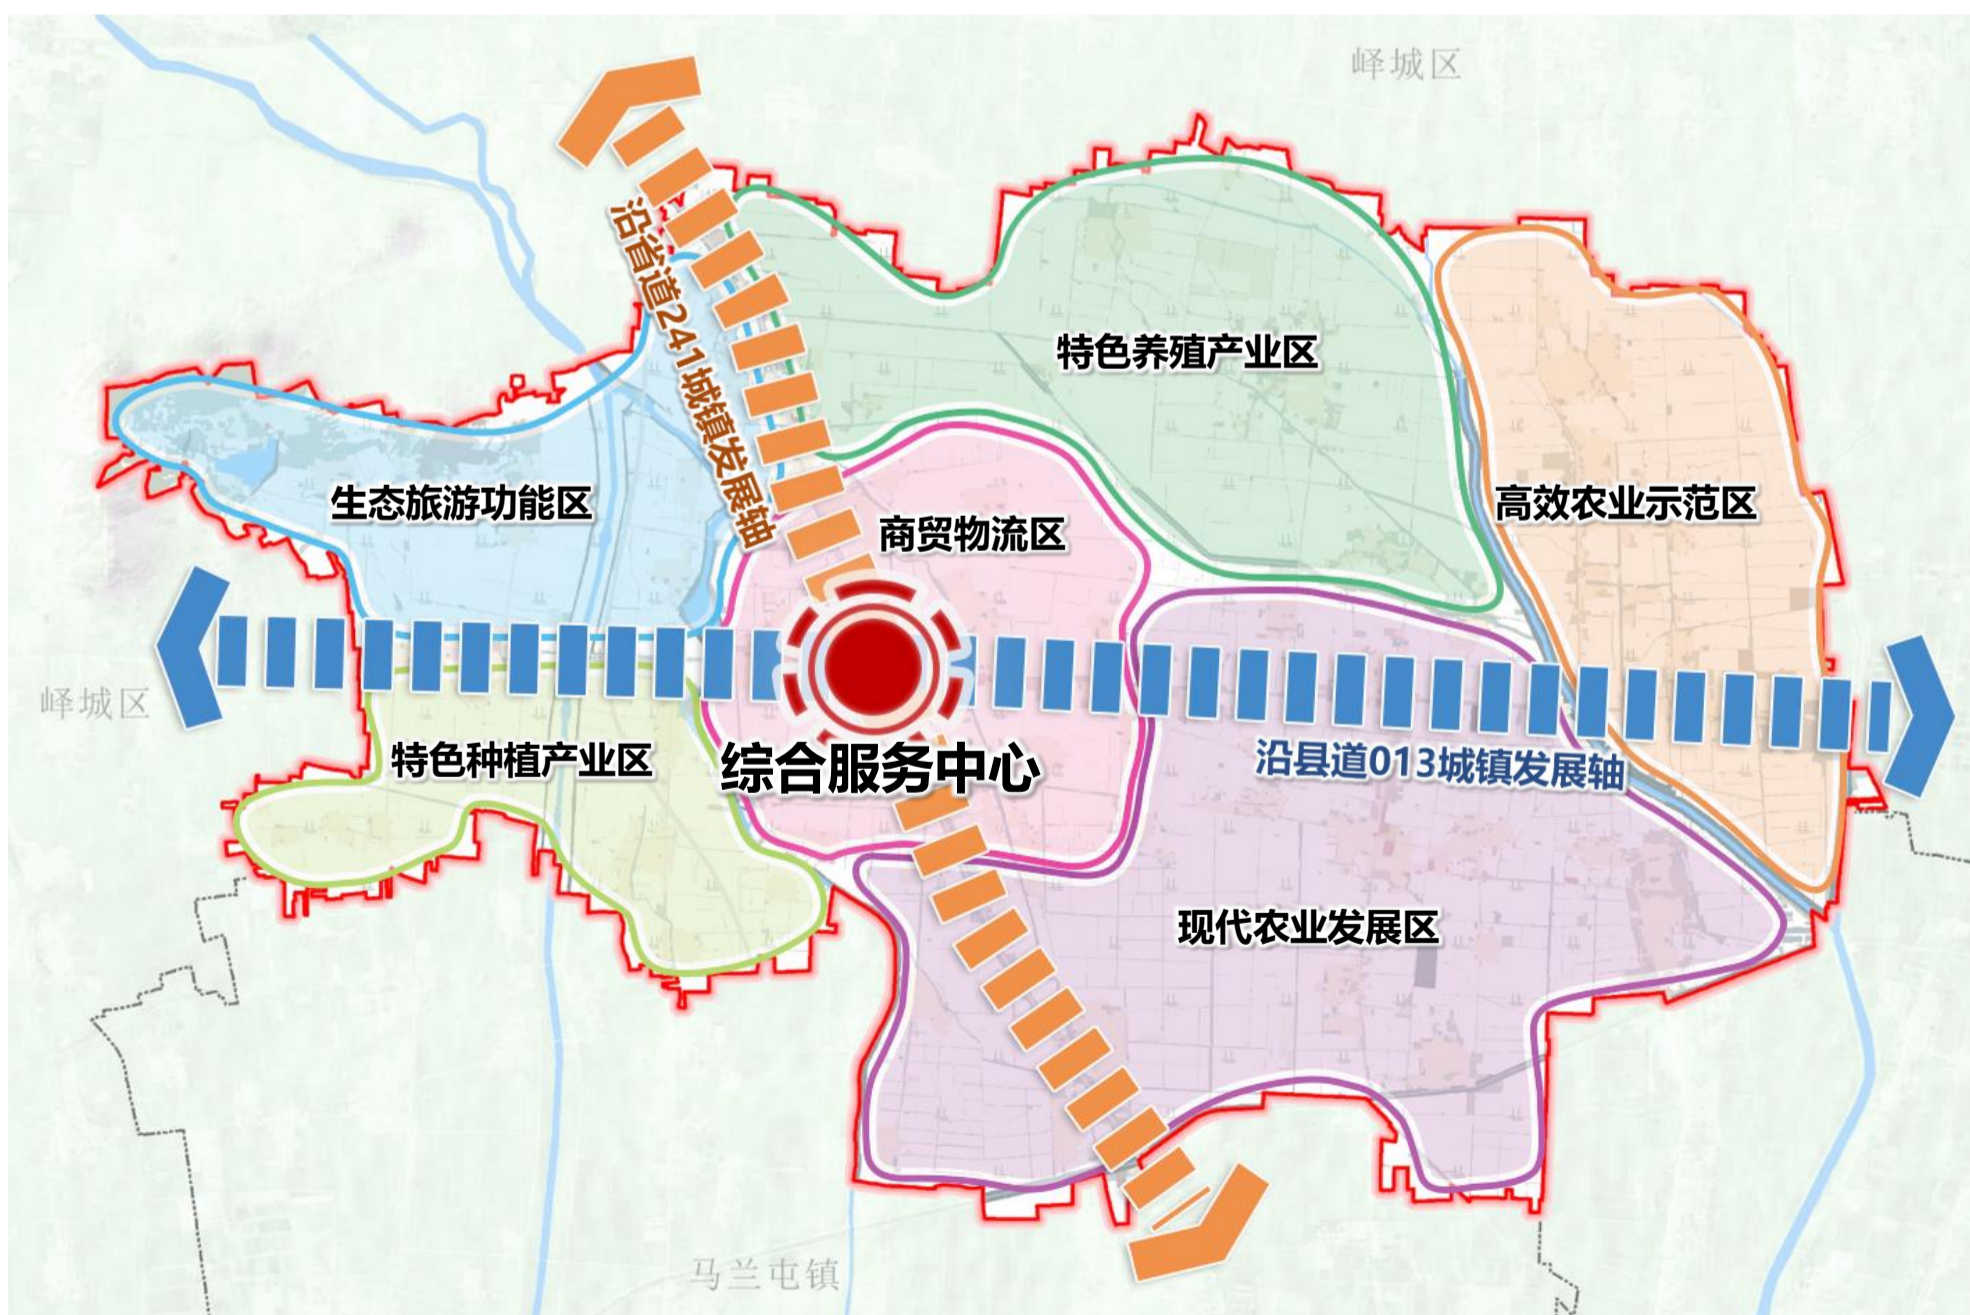 峄城区
沿省道241城镇发展轴
特色养殖产业区
生态旅游功能区
商贸物流区
高效农业示范区
峄城区
特色种植产业区
综合服务中心
沿县道013城镇发展轴
现代农业发展区
马兰屯镇